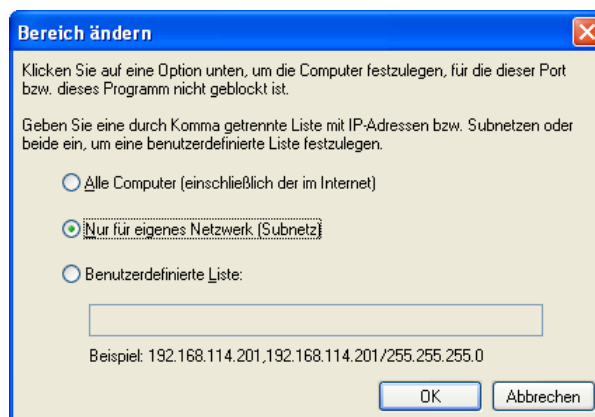 Bereich ändern
Klicken Sie auf eine Option unten, um die Computer festzulegen, für die dieser Port
bzw. dieses Programm nicht geblockt ist.
Geben Sie eine durch Komma getrennte Liste mit IP-Adressen bzw. Subnetzen oder
beide ein, um eine benutzerdefinierte Liste festzulegen.
Alle Computer (einschließlich der im Internet)
Nur für eigenes Netzwerk (Subnetz)
Benutzerdefinierte Liste:
Beispiel: 192.168.114.201,192.168.114.201/255.255.255.0
OK Abbrechen